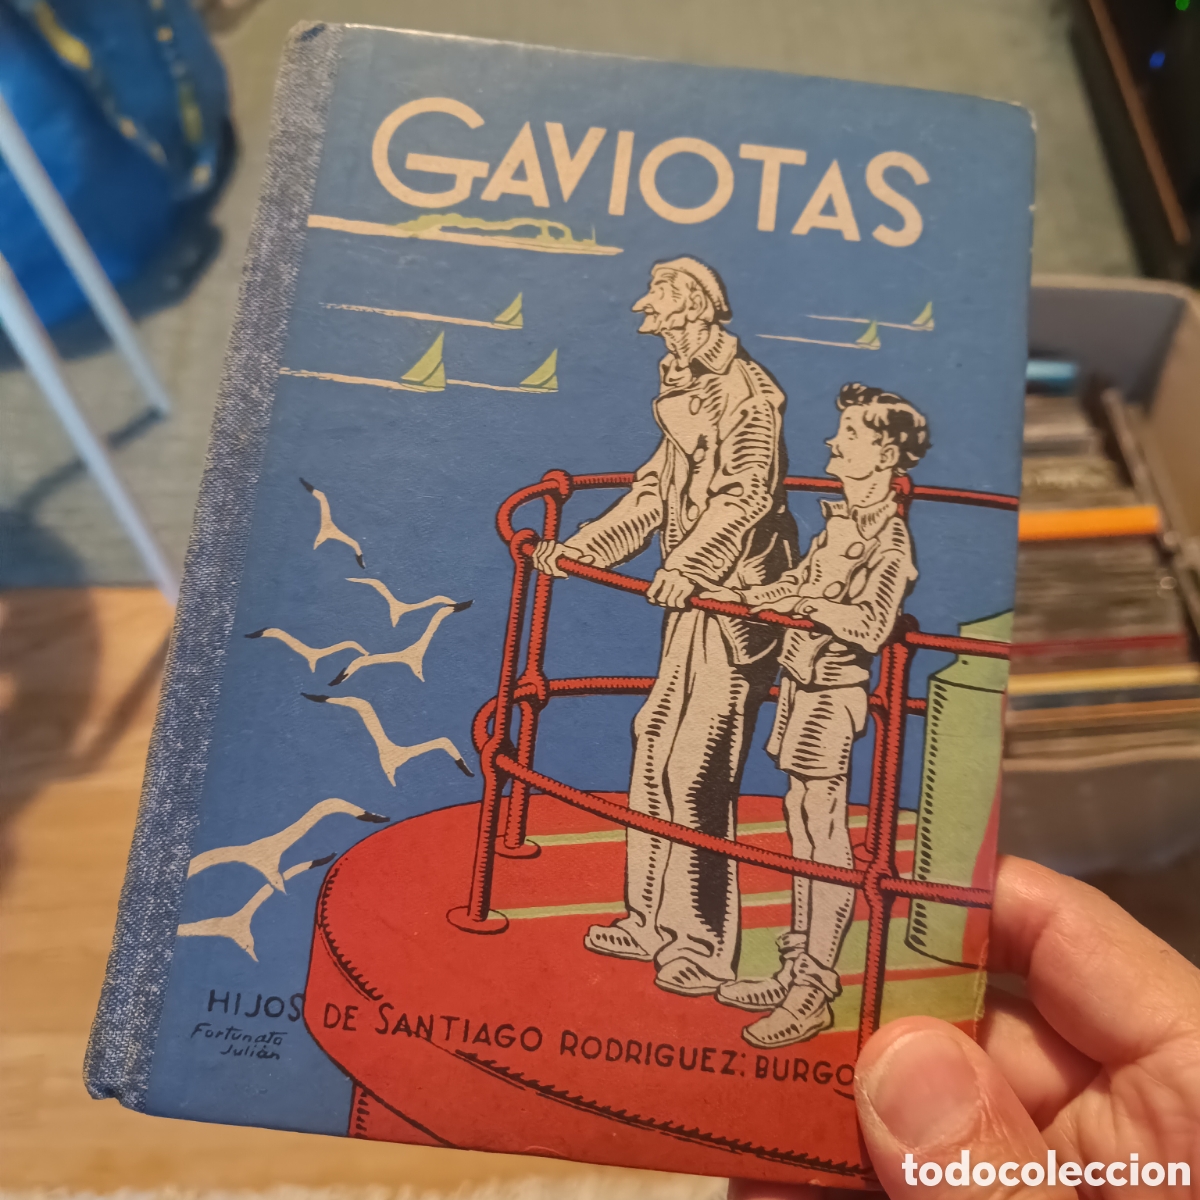 GAVIOTAS
HIJOS DE SANTIAGO RODRIGUEZ: BURGO
Fortunato
Julián
todocoleccion